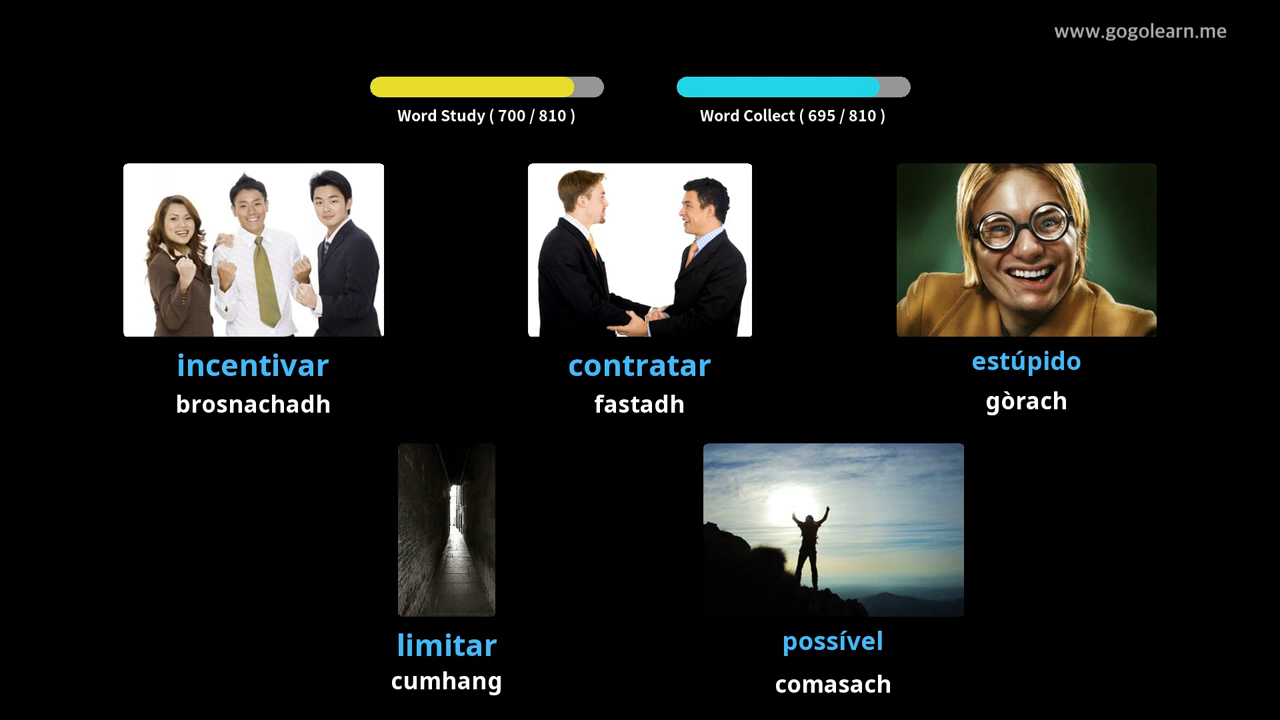 www.gogolearn.me
Word Study ( 700 / 810 )
Word Collect ( 695 / 810 )
incentivar
brosnachadh
contratar
fastadh
estúpido
gòrach
limitar
cumhang
possível
comasach